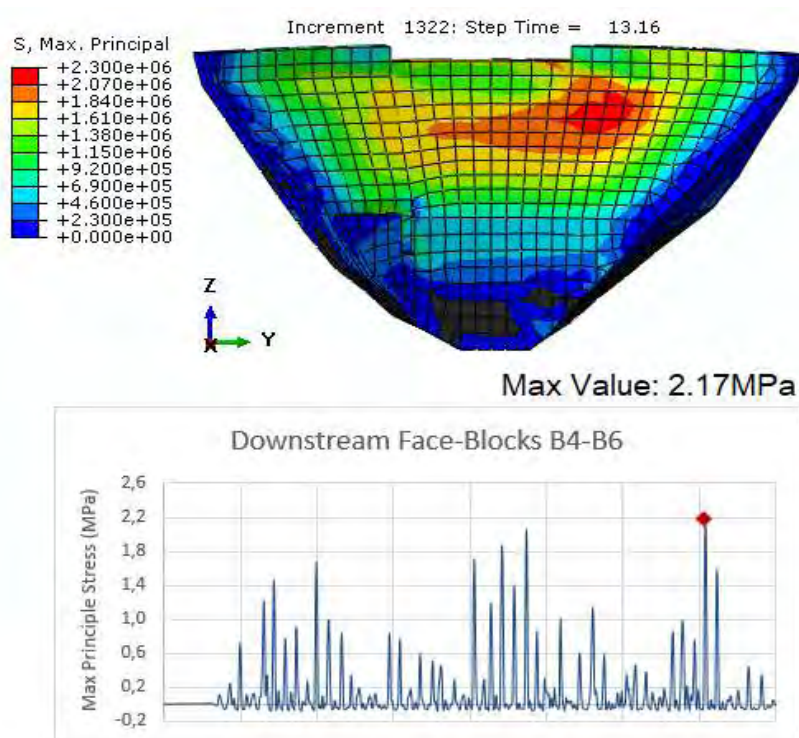 Increment 1322: Step Time = 13.16
S, Max. Principal
+2.300e+06
+2.070e+06
+1.840e+06
+1.610e+06
+1.380e+06
+1.150e+06
+9.200e+05
+6.900e+05
+4.600e+05
+2.300e+05
+0.000e+00
Z
X
Y
Max Value: 2.17MPa
Downstream Face-Blocks B4-B6
Max Principle Stress (MPa)
2,6
2,2
1,8
1,4
1,0
0,6
0,2
-0,2